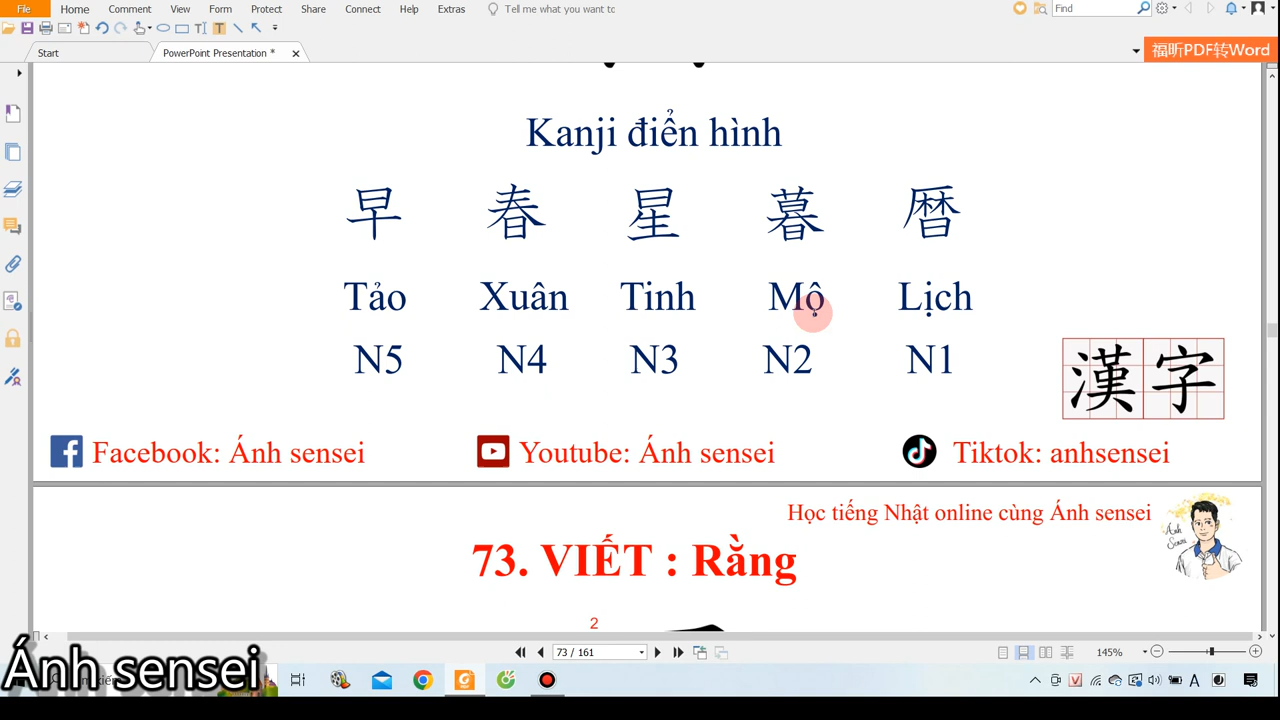 File Home Comment View Form Protect Share Connect Help Extras Tell me what you want to Find
Start PowerPoint Presentation * 福昕PDF转Word
Kanji điển hình
早 春 星 暮 暦
Tảo Xuân Tinh Mộ Lịch
N5 N4 N3 N2 N1
漢字
Facebook: Ánh sensei Youtube: Ánh sensei Tiktok: anhsensei
Học tiếng Nhật online cùng Ánh sensei
Ánh
Sensei
73. VIẾT : Rằng
2
73 / 161 145%
Ánh sensei